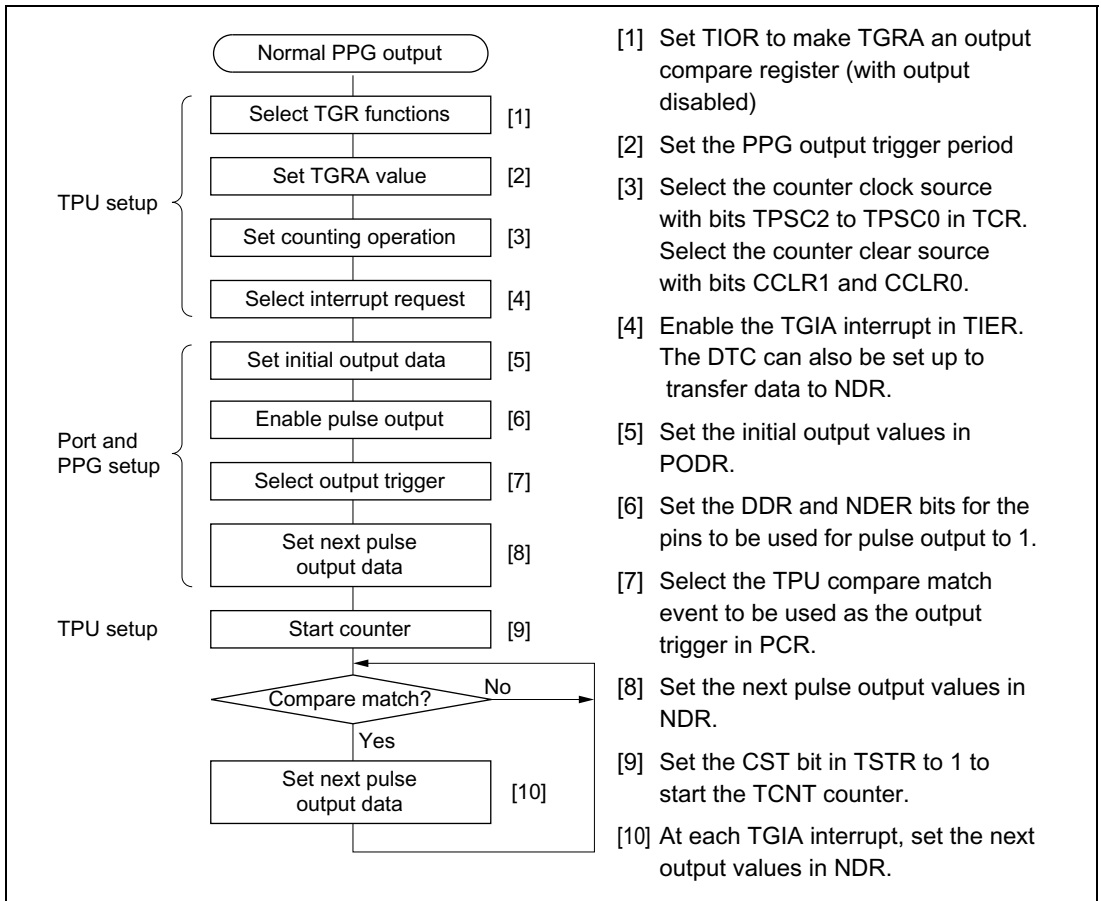 Normal PPG output
Select TGR functions
[1]
Set TGRA value
[2]
TPU setup
Set counting operation
[3]
Select interrupt request
[4]
Set initial output data
[5]
Enable pulse output
[6]
Port and
PPG setup
Select output trigger
[7]
Set next pulse
output data
[8]
TPU setup
Start counter
[9]
Compare match?
No
Yes
Set next pulse
output data
[10]
[1] Set TIOR to make TGRA an output
compare register (with output
disabled)
[2] Set the PPG output trigger period
[3] Select the counter clock source
with bits TPSC2 to TPSC0 in TCR.
Select the counter clear source
with bits CCLR1 and CCLR0.
[4] Enable the TGIA interrupt in TIER.
The DTC can also be set up to
transfer data to NDR.
[5] Set the initial output values in
PODR.
[6] Set the DDR and NDER bits for the
pins to be used for pulse output to 1.
[7] Select the TPU compare match
event to be used as the output
trigger in PCR.
[8] Set the next pulse output values in
NDR.
[9] Set the CST bit in TSTR to 1 to
start the TCNT counter.
[10] At each TGIA interrupt, set the next
output values in NDR.